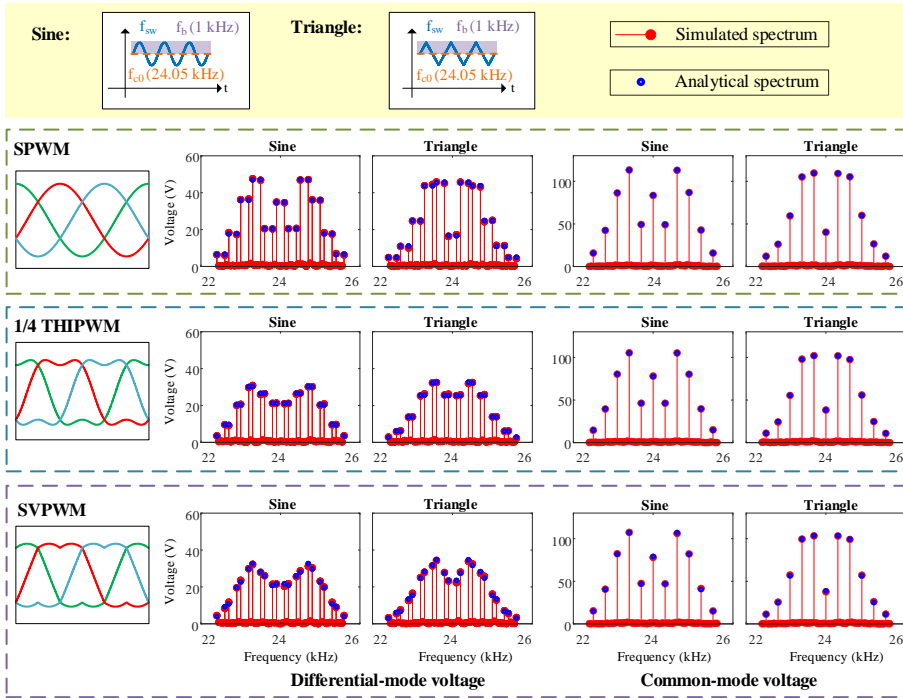 Sine:
f_sw f_b (1 kHz)
f_c0 (24.05 kHz)
t
Triangle:
f_sw f_b (1 kHz)
f_c0 (24.05 kHz)
t
Simulated spectrum
Analytical spectrum
SPWM
Sine Triangle Sine Triangle
Voltage (V)
60
40
20
0
100
50
0
22 24 26 22 24 26 22 24 26 22 24 26
1/4 THIPWM
Sine Triangle Sine Triangle
Voltage (V)
60
40
20
0
100
50
0
22 24 26 22 24 26 22 24 26 22 24 26
SVPWM
Sine Triangle Sine Triangle
Voltage (V)
60
40
20
0
100
50
0
22 24 26 22 24 26 22 24 26 22 24 26
Frequency (kHz) Frequency (kHz) Frequency (kHz) Frequency (kHz)
Differential-mode voltage Common-mode voltage